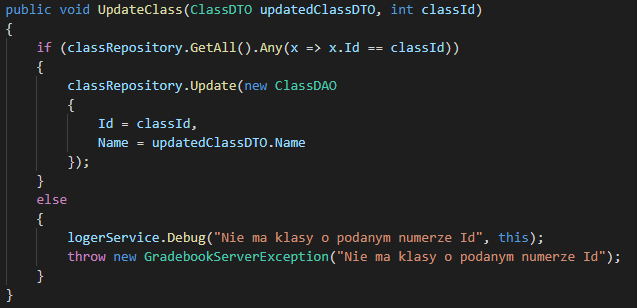 public void UpdateClass(ClassDTO updatedClassDTO, int classId)
{
    if (classRepository.GetAll().Any(x => x.Id == classId))
    {
        classRepository.Update(new ClassDAO
        {
            Id = classId,
            Name = updatedClassDTO.Name
        });
    }
    else
    {
        logerService.Debug("Nie ma klasy o podanym numerze Id", this);
        throw new GradebookServerException("Nie ma klasy o podanym numerze Id");
    }
}